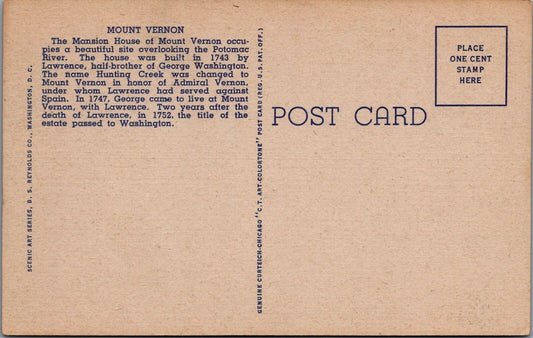 MOUNT VERNON
The Mansion House of Mount Vernon occu-
pies a beautiful site overlooking the Potomac
River. The house was built in 1743 by
Lawrence, half-brother of George Washington.
The name Hunting Creek was changed to
Mount Vernon in honor of Admiral Vernon,
under whom Lawrence had served against
Spain. In 1747, George came to live at Mount
Vernon, with Lawrence. Two years after the
death of Lawrence, in 1752, the title of the
estate passed to Washington.
SCENIC ART SERIES, B. S. REYNOLDS CO., WASHINGTON, D. C.
GENUINE CURTEICH-CHICAGO "C.T. ART-COLORTONE" POST CARD (REG. U.S. PAT. OFF.)
POST CARD
PLACE
ONE CENT
STAMP
HERE